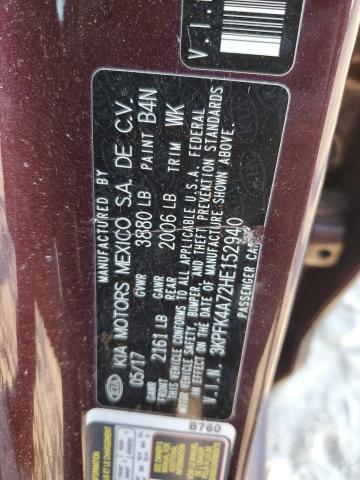 MANUFACTURED BY
KIA MOTORS MEXICO S.A. DE C.V.
05/17 GVWR 3880 LB PAINT B4N
GAWR FRONT 2161 LB GAWR REAR 2006 LB TRIM WK
THIS VEHICLE CONFORMS TO ALL APPLICABLE U.S.A. FEDERAL
MOTOR VEHICLE SAFETY, BUMPER, AND THEFT PREVENTION STANDARDS
IN EFFECT ON THE DATE OF MANUFACTURE SHOWN ABOVE.
V.I.N. 3KPFK4A72HE152940
PASSENGER CAR
V.I.
B760
INFORMATION